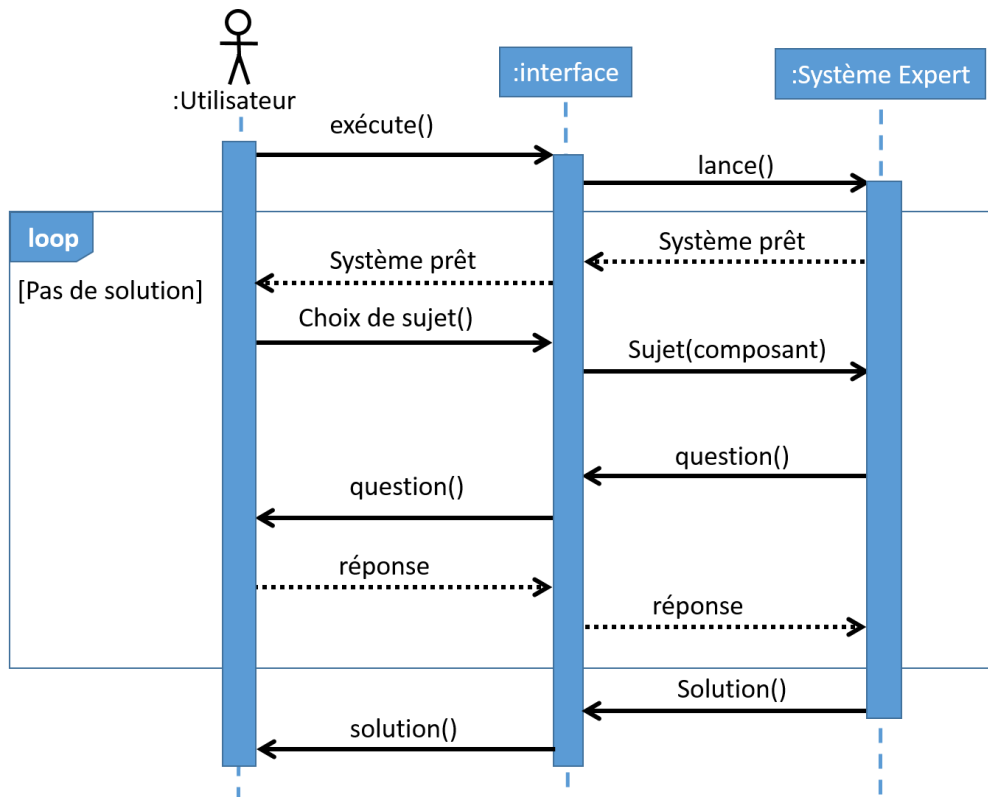 :Utilisateur
:interface
:Système Expert
exécute()
lance()
loop
Système prêt
Système prêt
[Pas de solution]
Choix de sujet()
Sujet(composant)
question()
question()
réponse
réponse
Solution()
solution()